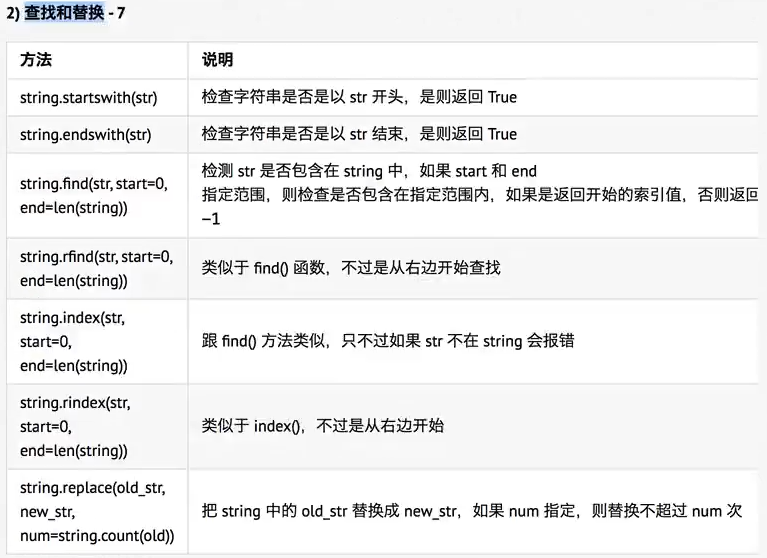 2) 查找和替换 - 7
方法 说明
string.startswith(str) 检查字符串是否是以 str 开头，是则返回 True
string.endswith(str) 检查字符串是否是以 str 结束，是则返回 True
string.find(str, start=0,
end=len(string))
检测 str 是否包含在 string 中，如果 start 和 end
指定范围，则检查是否包含在指定范围内，如果是返回开始的索引值，否则返回
−1
string.rfind(str, start=0,
end=len(string))
类似于 find() 函数，不过是从右边开始查找
string.index(str,
start=0,
end=len(string))
跟 find() 方法类似，只不过如果 str 不在 string 会报错
string.rindex(str,
start=0,
end=len(string))
类似于 index()，不过是从右边开始
string.replace(old_str,
new_str,
num=string.count(old))
把 string 中的 old_str 替换成 new_str，如果 num 指定，则替换不超过 num 次